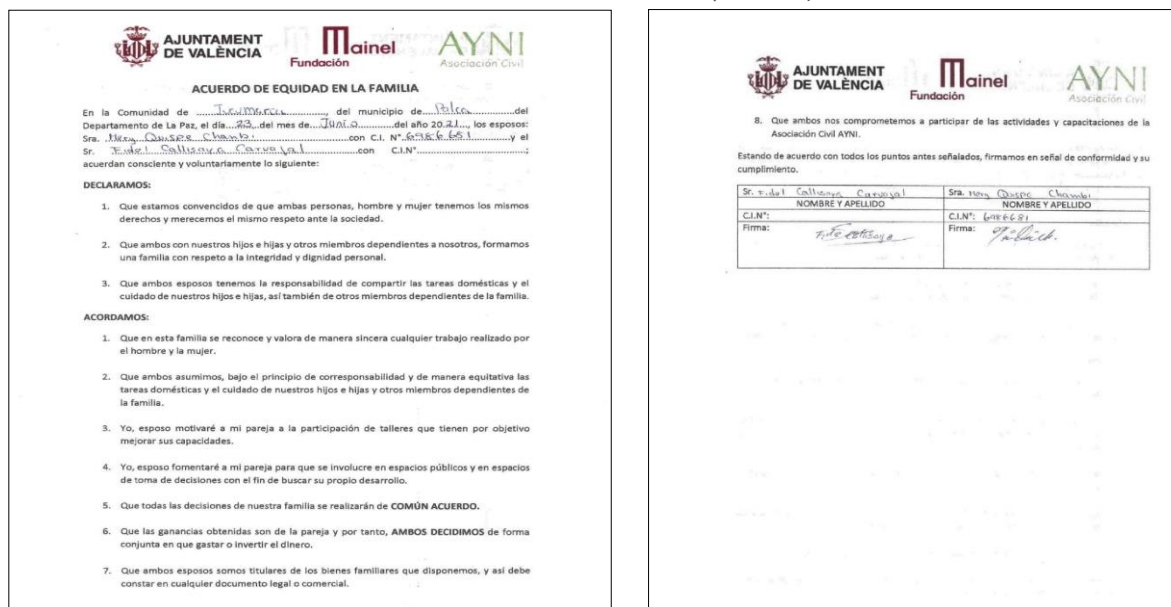 AJUNTAMENT
DE VALÈNCIA
Mainel
Fundación
AYNI
Asociación Civil
ACUERDO DE EQUIDAD EN LA FAMILIA
En la Comunidad de ............, del municipio de....Palca............del
Departamento de La Paz, el día....23...del mes de.....Junio............del año 20.21...., los esposos:
Sra. Mery Quispe Chambi............con C.I. N° 6986651............y el
Sr. Fidel Callisaya Carvajal............con C.I.N°............;
acuerdan consciente y voluntariamente lo siguiente:
DECLARAMOS:
1. Que estamos convencidos de que ambas personas, hombre y mujer tenemos los mismos
derechos y merecemos el mismo respeto ante la sociedad.
2. Que ambos con nuestros hijos e hijas y otros miembros dependientes a nosotros, formamos
una familia con respeto a la integridad y dignidad personal.
3. Que ambos esposos tenemos la responsabilidad de compartir las tareas domésticas y el
cuidado de nuestros hijos e hijas, así también de otros miembros dependientes de la familia.
ACORDAMOS:
1. Que en esta familia se reconoce y valora de manera sincera cualquier trabajo realizado por
el hombre y la mujer.
2. Que ambos asumimos, bajo el principio de corresponsabilidad y de manera equitativa las
tareas domésticas y el cuidado de nuestros hijos e hijas y otros miembros dependientes de
la familia.
3. Yo, esposo motivaré a mi pareja a la participación de talleres que tienen por objetivo
mejorar sus capacidades.
4. Yo, esposo fomentaré a mi pareja para que se involucre en espacios públicos y en espacios
de toma de decisiones con el fin de buscar su propio desarrollo.
5. Que todas las decisiones de nuestra familia se realizarán de COMÚN ACUERDO.
6. Que las ganancias obtenidas son de la pareja y por tanto, AMBOS DECIDIMOS de forma
conjunta en que gastar o invertir el dinero.
7. Que ambos esposos somos titulares de los bienes familiares que disponemos, y así debe
constar en cualquier documento legal o comercial.
AJUNTAMENT
DE VALÈNCIA
Mainel
Fundación
AYNI
Asociación Civil
8. Que ambos nos comprometemos a participar de las actividades y capacitaciones de la
Asociación Civil AYNI.
Estando de acuerdo con todos los puntos antes señalados, firmamos en señal de conformidad y su
cumplimiento.
Sr. Fidel Callisaya Carvajal Sra. Mery Quispe Chambi
NOMBRE Y APELLIDO NOMBRE Y APELLIDO
C.I.N°: C.I.N°: 6986681
Firma: Firma: